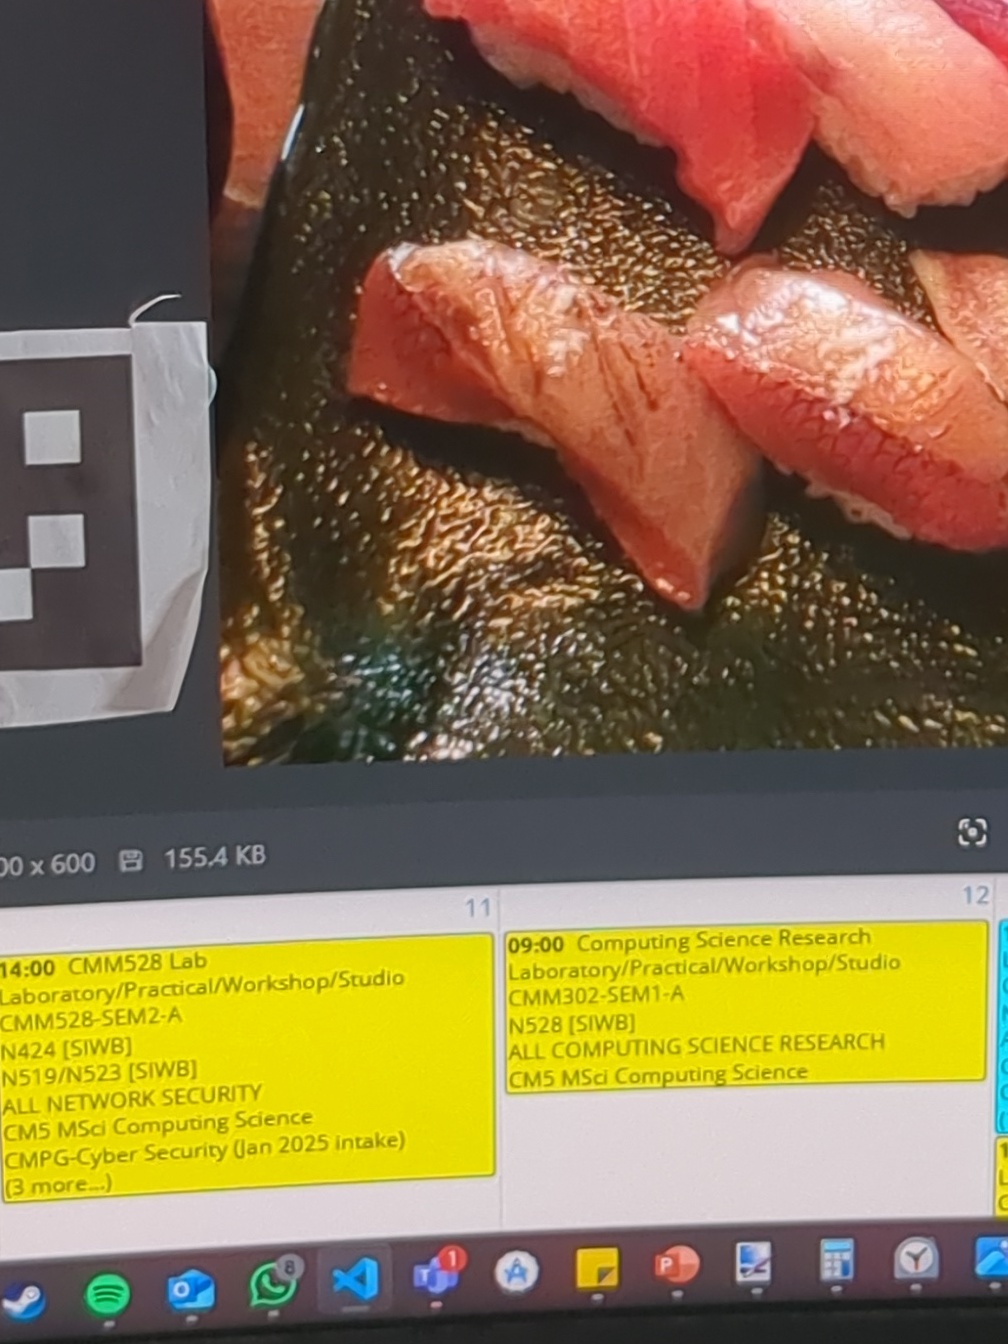 00 x 600 155.4 KB
11
14:00 CMM528 Lab
Laboratory/Practical/Workshop/Studio
CMM528-SEM2-A
N424 [SIWB]
N519/N523 [SIWB]
ALL NETWORK SECURITY
CM5 MSci Computing Science
CMPG-Cyber Security (Jan 2025 intake)
(3 more...)
12
09:00 Computing Science Research
Laboratory/Practical/Workshop/Studio
CMM302-SEM1-A
N528 [SIWB]
ALL COMPUTING SCIENCE RESEARCH
CM5 MSci Computing Science
8
1